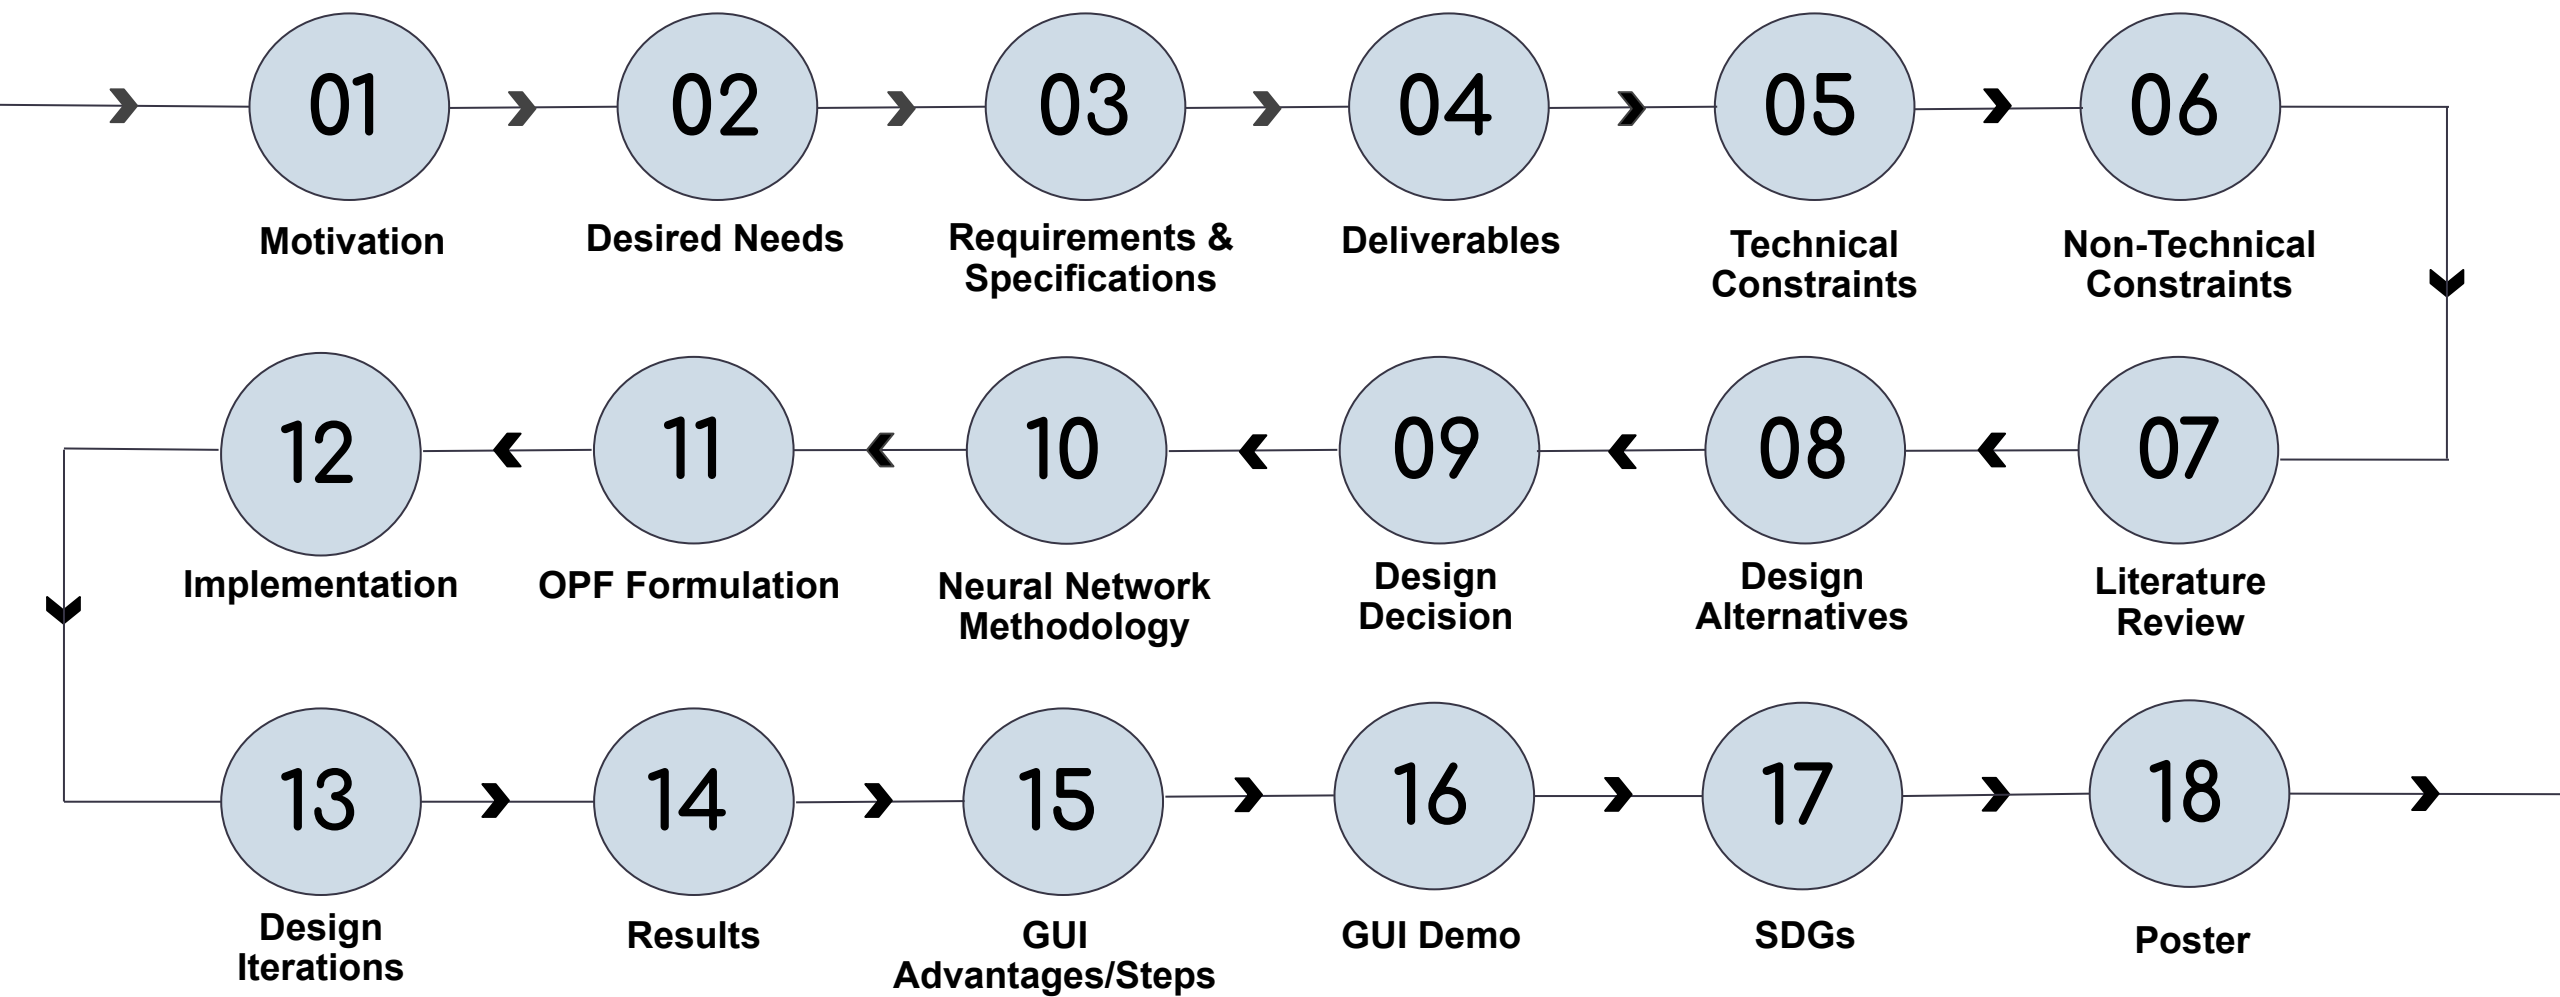 01
Motivation
02
Desired Needs
03
Requirements &
Specifications
04
Deliverables
05
Technical
Constraints
06
Non-Technical
Constraints
07
Literature
Review
08
Design
Alternatives
09
Design
Decision
10
Neural Network
Methodology
11
OPF Formulation
12
Implementation
13
Design
Iterations
14
Results
15
GUI
Advantages/Steps
16
GUI Demo
17
SDGs
18
Poster